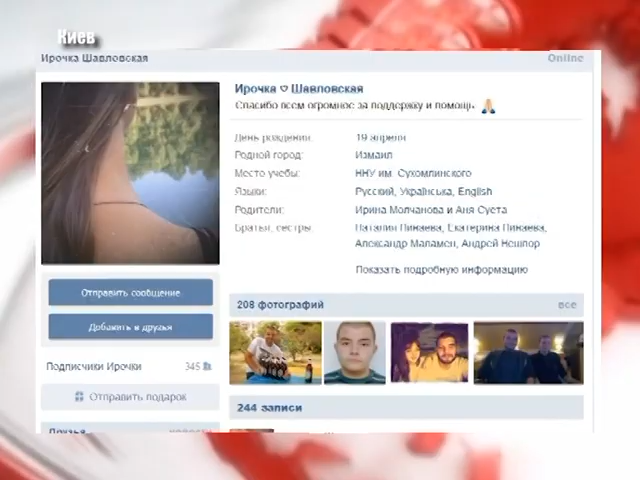 Киев
Ирочка Шавловская
Online
Ирочка ♡ Шавловская
Спасибо всем огромное за поддержку и помощь 🙏
День рождения: 19 апреля
Родной город: Измаил
Место учебы: ННУ им. Сухомлинского
Языки: Русский, Українська, English
Родители: Ирина Молчанова и Аня Суета
Братья, сестры: Наталия Пинаева, Екатерина Пинаева,
Александр Маламен, Андрей Нешпор
Показать подробную информацию
Отправить сообщение
Добавить в друзья
Подписчики Ирочки 345
Отправить подарок
Друзья новости
208 фотографий все
244 записи